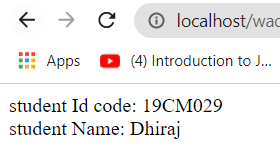 localhost/wac
Apps (4) Introduction to J...
student Id code: 19CM029
student Name: Dhiraj